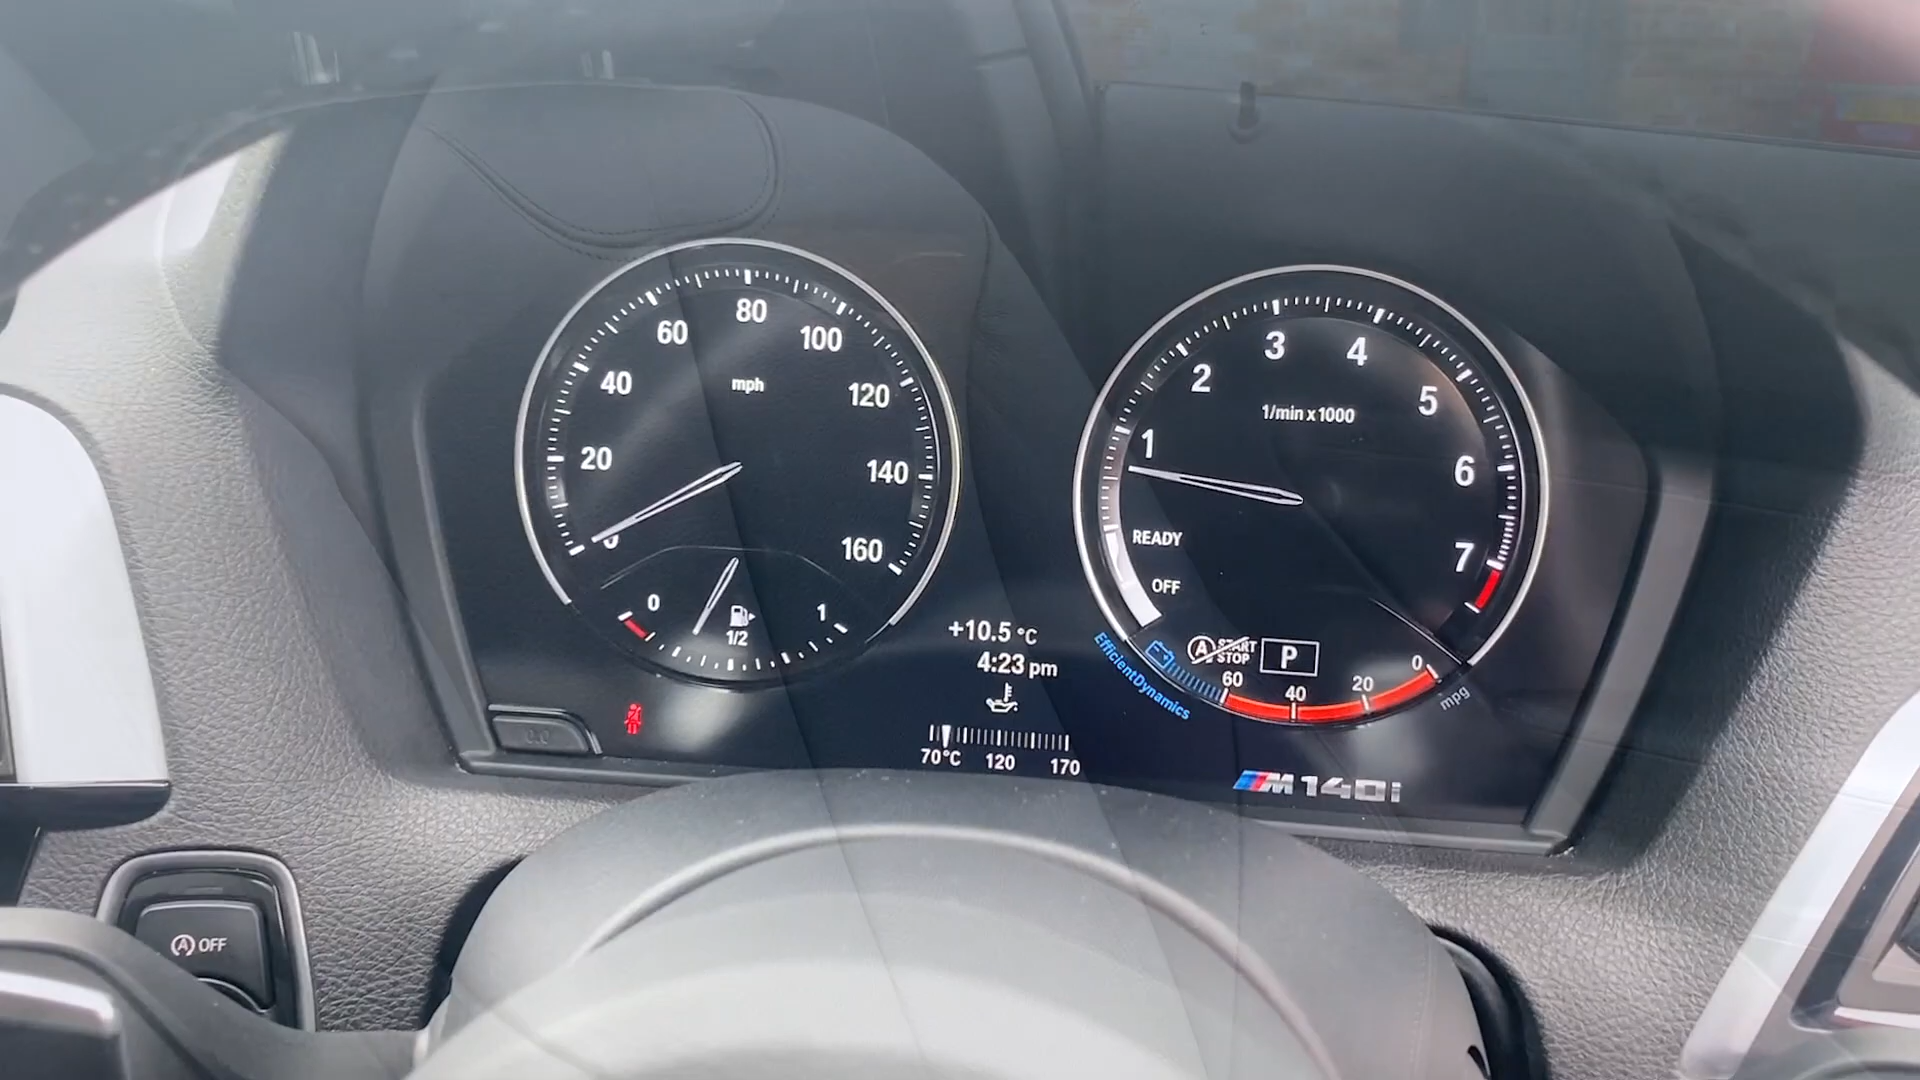 80
60
100
40
mph
120
20
140
0
160
0
1/2
1
3
4
2
5
1/min x 1000
1
6
READY
7
OFF
+10.5 °C
4:23 pm
A START
STOP
P
60
40
20
0
mpg
EfficientDynamics
70°C 120 170
M140i
A OFF